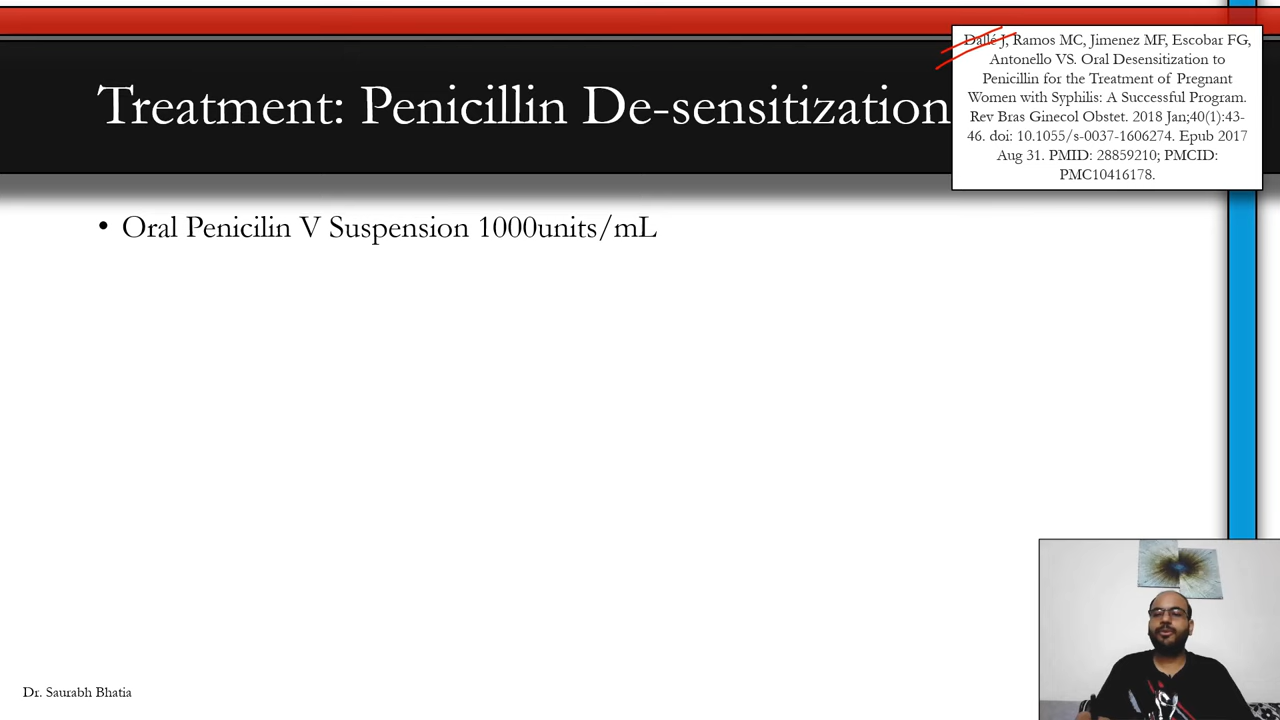 Treatment: Penicillin De-sensitization
Dallé J, Ramos MC, Jimenez MF, Escobar FG,
Antonello VS. Oral Desensitization to
Penicillin for the Treatment of Pregnant
Women with Syphilis: A Successful Program.
Rev Bras Ginecol Obstet. 2018 Jan;40(1):43-
46. doi: 10.1055/s-0037-1606274. Epub 2017
Aug 31. PMID: 28859210; PMCID:
PMC10416178.
• Oral Penicilin V Suspension 1000units/mL
Dr. Saurabh Bhatia